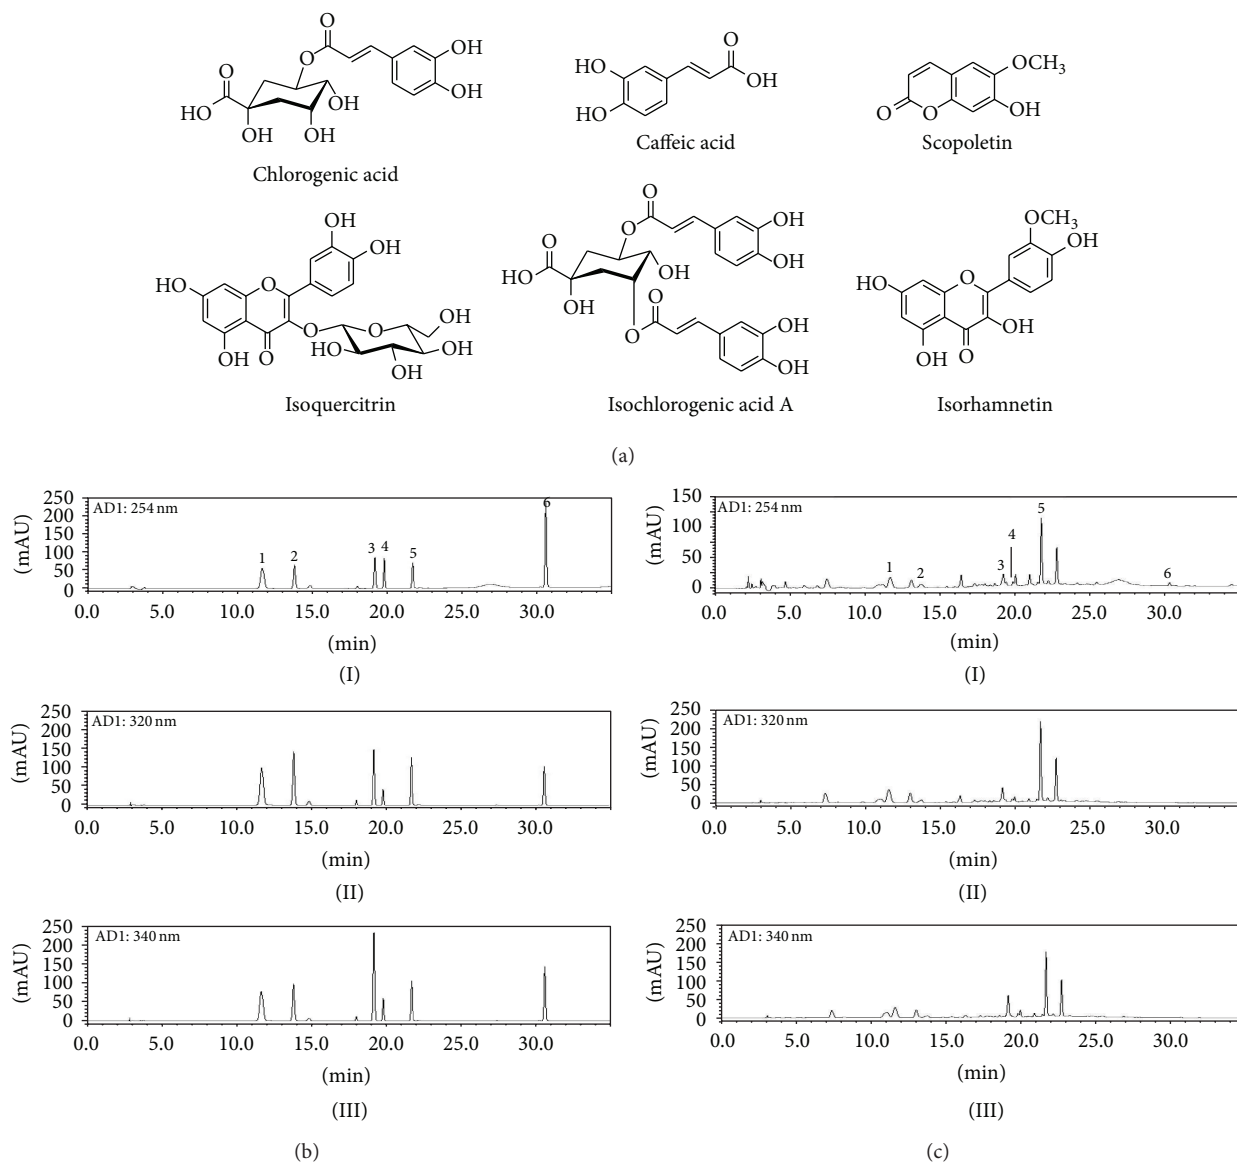 O
O
OH
OH
O
HO
OH
OH
OH
Chlorogenic acid
HO
HO
O
OH
Caffeic acid
O
O
OCH3
OH
Scopoletin
OH
OH
HO
O
OH
O
O
O
OH
HO
OH
OH
Isoquercitrin
O
O
OH
OH
O
HO
OH
OH
O
O
OH
OH
Isochlorogenic acid A
OCH3
OH
HO
O
OH
OH
O
Isorhamnetin
(a)
(mAU)
250
200
150
100
50
0
AD1: 254 nm
1
2
3
4
5
6
0.0 5.0 10.0 15.0 20.0 25.0 30.0
(min)
(I)
(mAU)
250
200
150
100
50
0
AD1: 320 nm
0.0 5.0 10.0 15.0 20.0 25.0 30.0
(min)
(II)
(mAU)
250
200
150
100
50
0
AD1: 340 nm
0.0 5.0 10.0 15.0 20.0 25.0 30.0
(min)
(III)
(b)
(mAU)
150
100
50
0
AD1: 254 nm
1
2
3
4
5
6
0.0 5.0 10.0 15.0 20.0 25.0 30.0
(min)
(I)
(mAU)
250
200
150
100
50
0
AD1: 320 nm
0.0 5.0 10.0 15.0 20.0 25.0 30.0
(min)
(II)
(mAU)
250
200
150
100
50
0
AD1: 340 nm
0.0 5.0 10.0 15.0 20.0 25.0 30.0
(min)
(III)
(c)